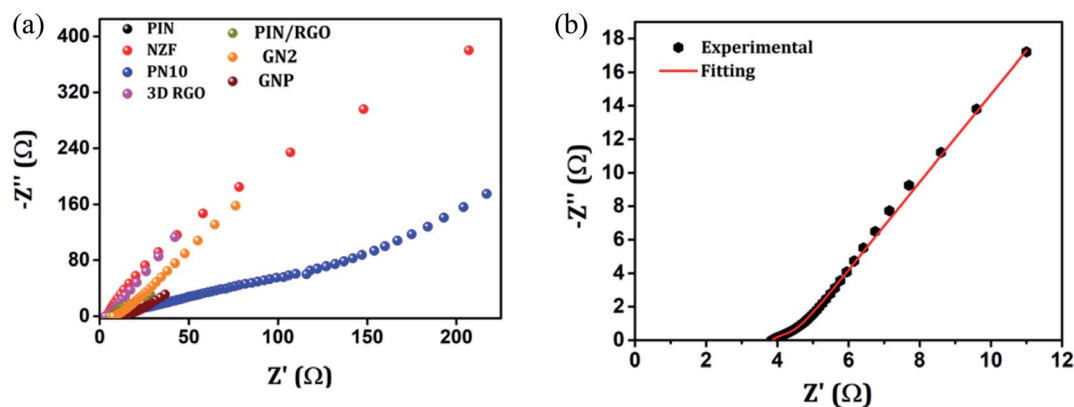 (a)
PIN
NZF
PN10
3D RGO
PIN/RGO
GN2
GNP
400
320
240
160
80
0
0
50
100
150
200
-Z'' (Ω)
Z' (Ω)
(b)
Experimental
Fitting
18
16
14
12
10
8
6
4
2
0
0
2
4
6
8
10
12
-Z'' (Ω)
Z' (Ω)